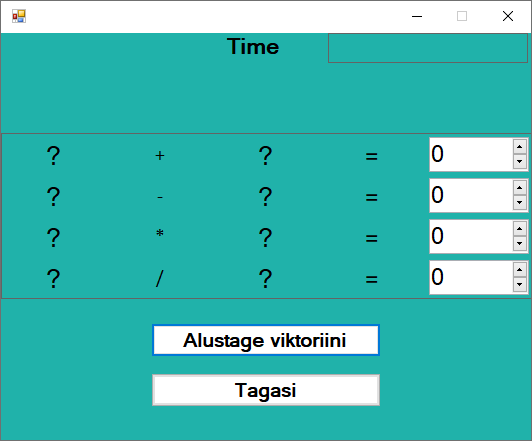 Time
? + ? = 0
? - ? = 0
? * ? = 0
? / ? = 0
Alustage viktoriini
Tagasi